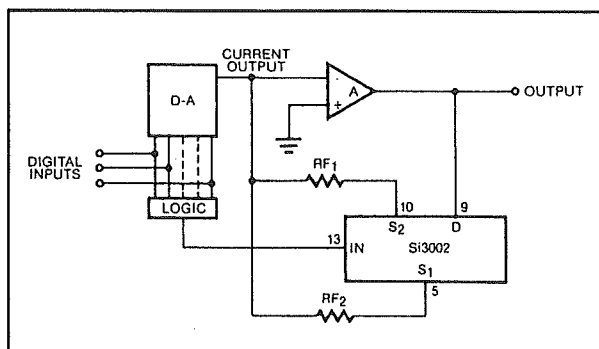 CURRENT
OUTPUT
D-A
A
+
OUTPUT
DIGITAL
INPUTS
LOGIC
RF1
10
9
S2
D
13
IN
Si3002
S1
5
RF2